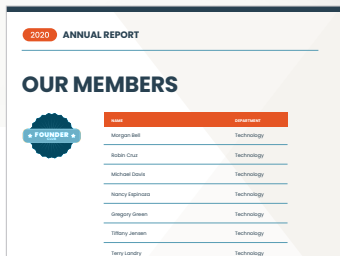 2020 ANNUAL REPORT
OUR MEMBERS
FOUNDER
NAME DEPARTMENT
Morgan Bell Technology
Robin Cruz Technology
Michael Davis Technology
Nancy Espinoza Technology
Gregory Green Technology
Tiffany Jensen Technology
Terry Landry Technology